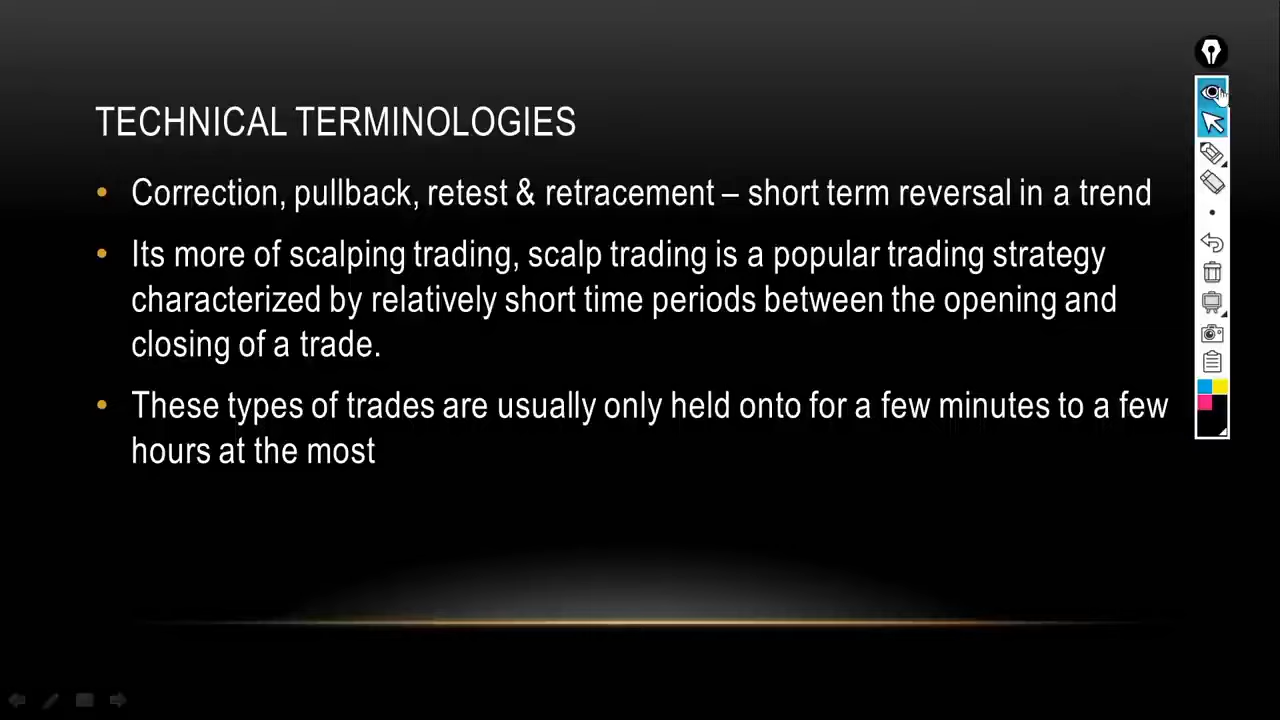 TECHNICAL TERMINOLOGIES
• Correction, pullback, retest & retracement – short term reversal in a trend
• Its more of scalping trading, scalp trading is a popular trading strategy
characterized by relatively short time periods between the opening and
closing of a trade.
• These types of trades are usually only held onto for a few minutes to a few
hours at the most